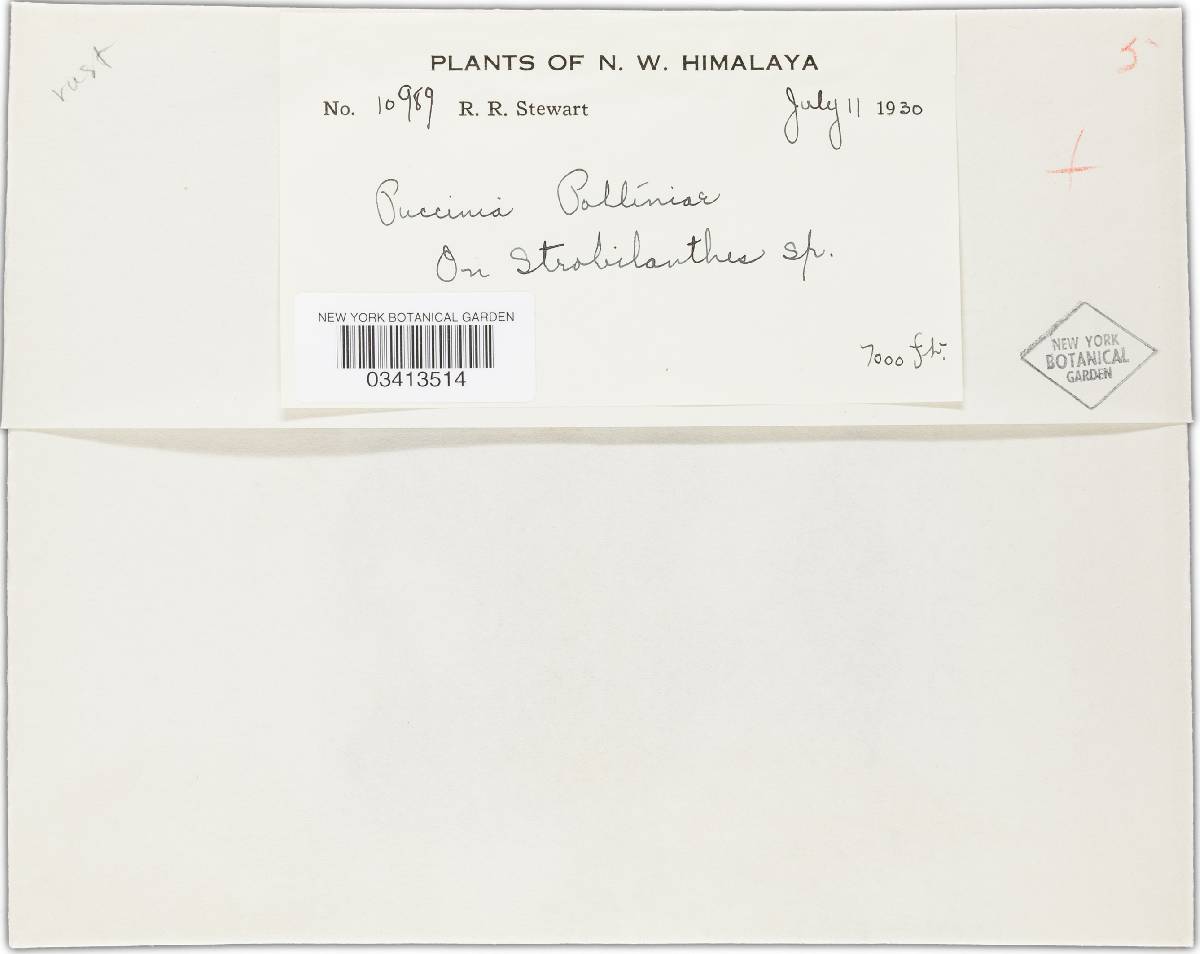 rust
PLANTS OF N. W. HIMALAYA
No. 10989 R. R. Stewart July 11 1930
Puccinia Polliniae
On Strobilanthes sp.
7000 ft.
NEW YORK BOTANICAL GARDEN
03413514
5
+
NEW YORK
BOTANICAL
GARDEN